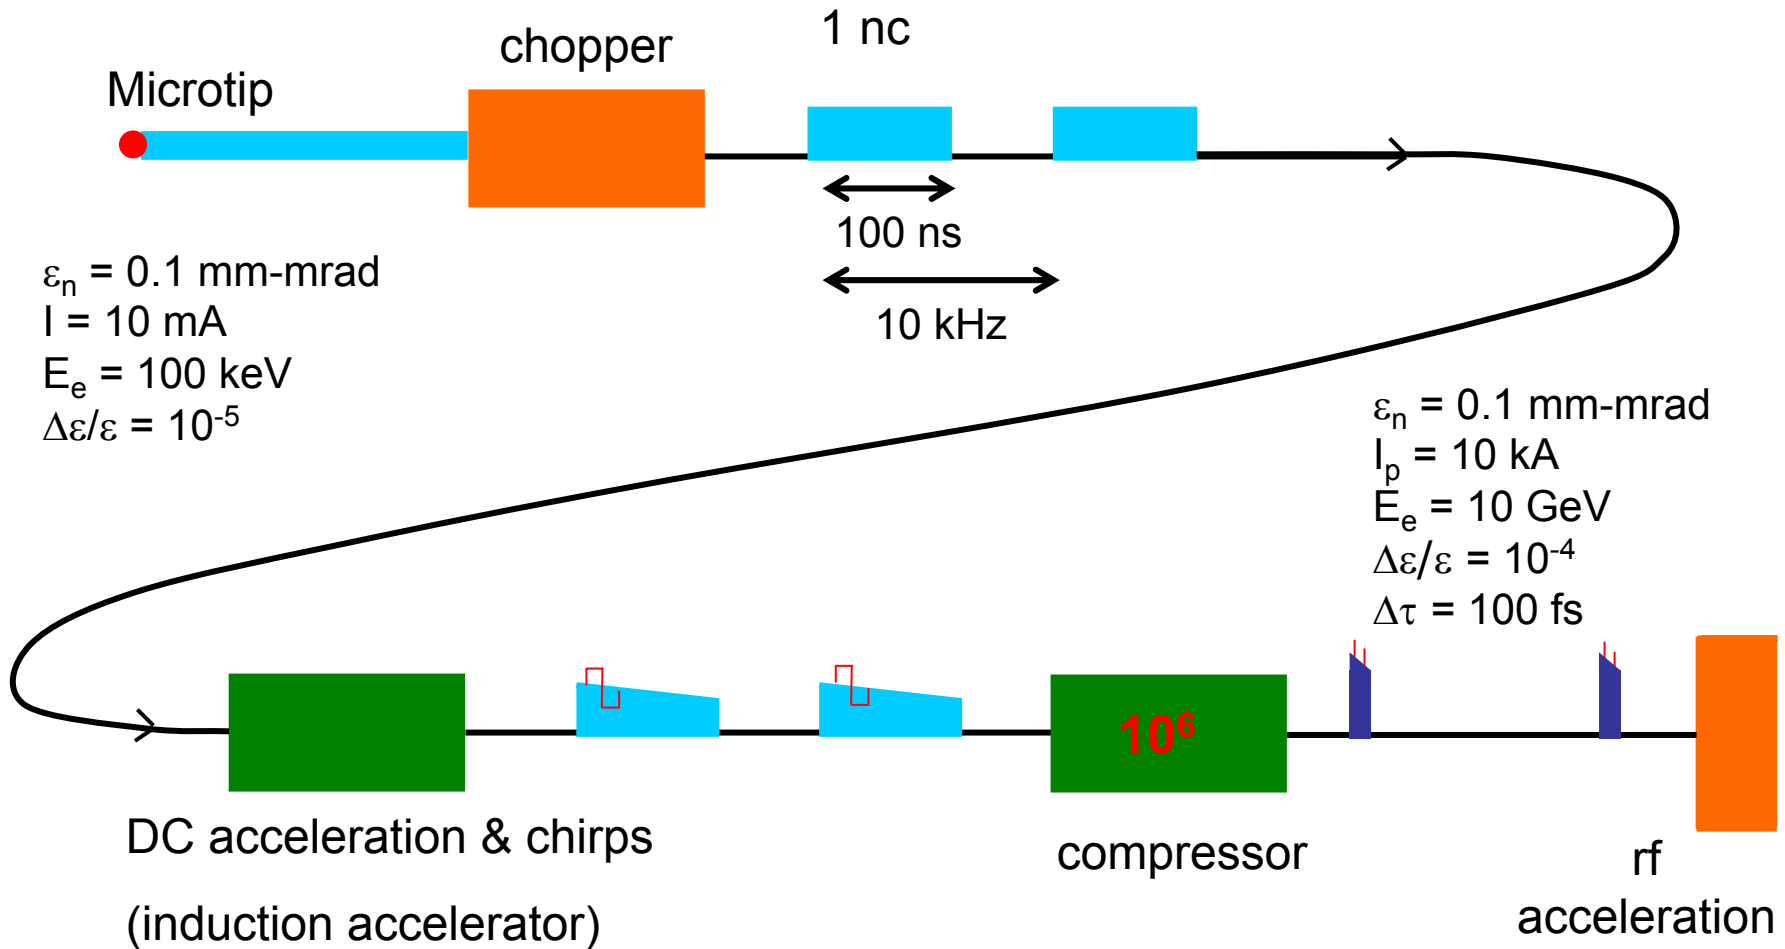 1 nc
chopper
Microtip
100 ns
10 kHz
εn = 0.1 mm-mrad
I = 10 mA
Ee = 100 keV
Δε/ε = 10-5
εn = 0.1 mm-mrad
Ip = 10 kA
Ee = 10 GeV
Δε/ε = 10-4
Δτ = 100 fs
10⁶
DC acceleration & chirps
(induction accelerator)
compressor
rf
acceleration